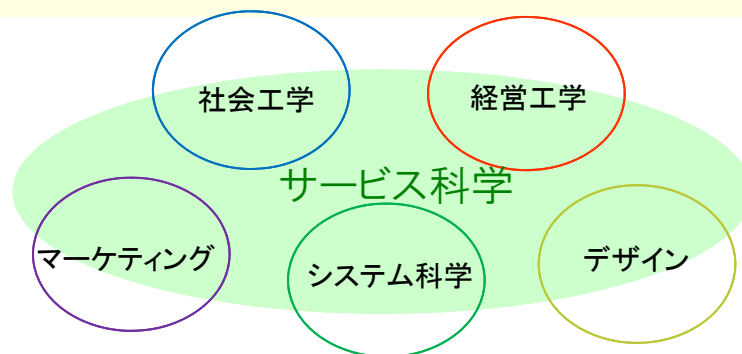 社会工学
経営工学
サービス科学
マーケティング
システム科学
デザイン